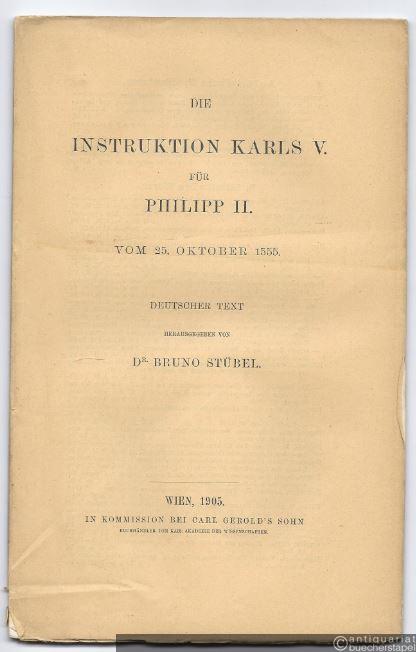 DIE
INSTRUKTION KARLS V.
FÜR
PHILIPP II.
VOM 25. OKTOBER 1555.
DEUTSCHER TEXT
HERAUSGEGEBEN VON
DR. BRUNO STÜBEL.
WIEN, 1905.
IN KOMMISSION BEI CARL GEROLD'S SOHN
BUCHHÄNDLER DER KAIS. AKADEMIE DER WISSENSCHAFTEN.
antiquariat
buecherstapel